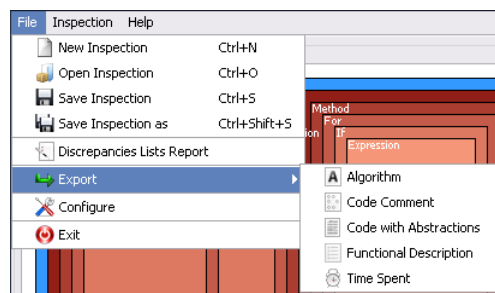 File Inspection Help
New Inspection Ctrl+N
Open Inspection Ctrl+O
Save Inspection Ctrl+S
Save Inspection as Ctrl+Shift+S
Discrepancies Lists Report
Export
Configure
Exit
Method
For
ion If
Expression
A Algorithm
Code Comment
Code with Abstractions
Functional Description
Time Spent